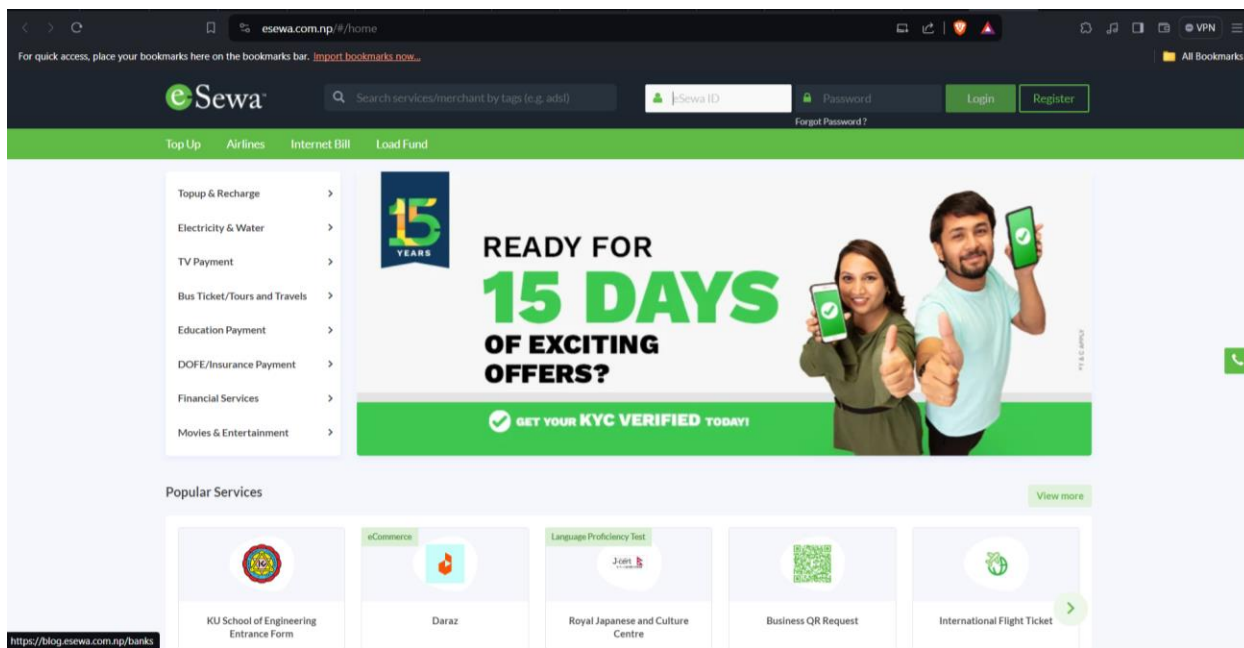 esewa.com.np/#/home
VPN
For quick access, place your bookmarks here on the bookmarks bar. Import bookmarks now...
All Bookmarks
eSewa
Search services/merchant by tags (e.g. adsl)
eSewa ID
Password
Login
Register
Forgot Password ?
Top Up
Airlines
Internet Bill
Load Fund
Topup & Recharge
Electricity & Water
TV Payment
Bus Ticket/Tours and Travels
Education Payment
DOFE/Insurance Payment
Financial Services
Movies & Entertainment
15
YEARS
READY FOR
15 DAYS
OF EXCITING
OFFERS?
GET YOUR KYC VERIFIED TODAY!
*T & C APPLY
Popular Services
View more
KU School of Engineering
Entrance Form
eCommerce
Daraz
Language Proficiency Test
Royal Japanese and Culture
Centre
Business QR Request
International Flight Ticket
https://blog.esewa.com.np/banks